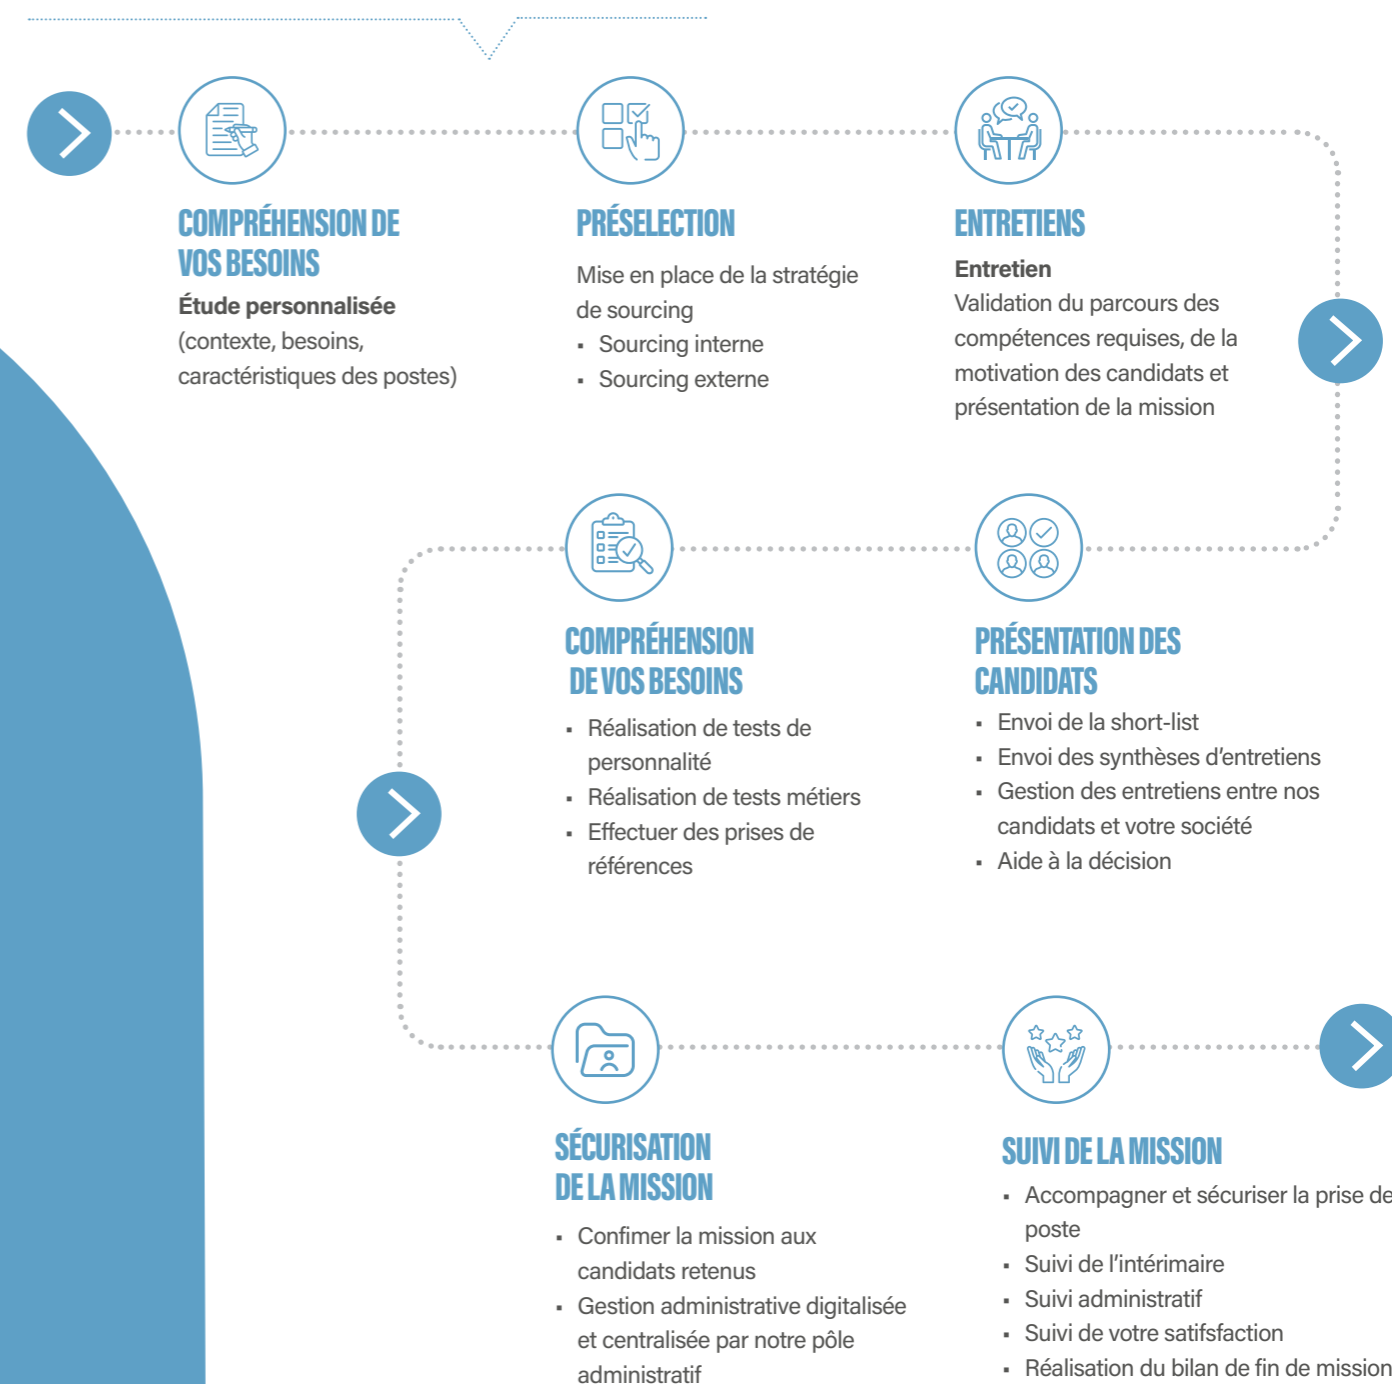 COMPRÉHENSION DE
VOS BESOINS
Étude personnalisée
(contexte, besoins,
caractéristiques des postes)
PRÉSELECTION
Mise en place de la stratégie
de sourcing
▪ Sourcing interne
▪ Sourcing externe
ENTRETIENS
Entretien
Validation du parcours des
compétences requises, de la
motivation des candidats et
présentation de la mission
COMPRÉHENSION
DE VOS BESOINS
▪ Réalisation de tests de
personnalité
▪ Réalisation de tests métiers
▪ Effectuer des prises de
références
PRÉSENTATION DES
CANDIDATS
▪ Envoi de la short-list
▪ Envoi des synthèses d'entretiens
▪ Gestion des entretiens entre nos
candidats et votre société
▪ Aide à la décision
SÉCURISATION
DE LA MISSION
▪ Confimer la mission aux
candidats retenus
▪ Gestion administrative digitalisée
et centralisée par notre pôle
administratif
SUIVI DE LA MISSION
▪ Accompagner et sécuriser la prise de
poste
▪ Suivi de l'intérimaire
▪ Suivi administratif
▪ Suivi de votre satifsfaction
▪ Réalisation du bilan de fin de mission